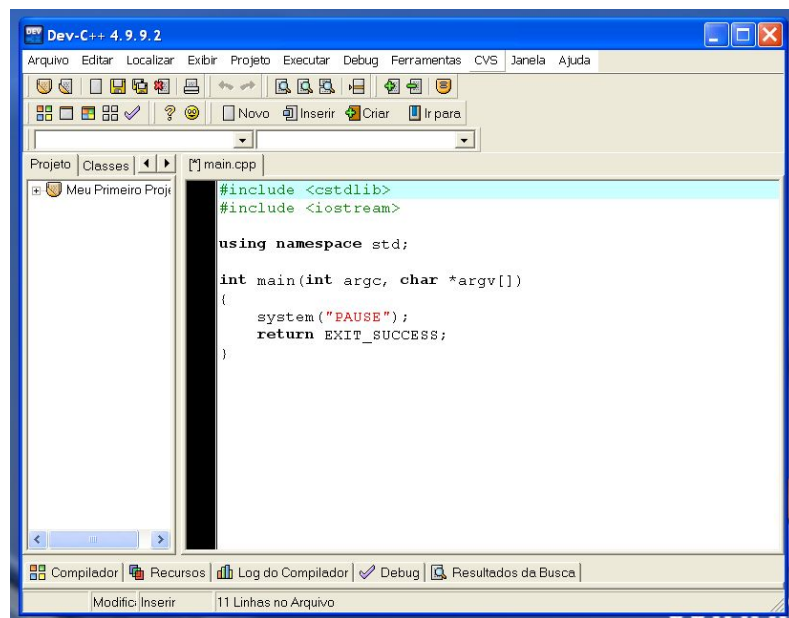 Dev-C++ 4.9.9.2
Arquivo Editar Localizar Exibir Projeto Executar Debug Ferramentas CVS Janela Ajuda
Novo Inserir Criar Ir para
Projeto Classes [*] main.cpp
Meu Primeiro Proje
#include <cstdlib>
#include <iostream>
using namespace std;
int main(int argc, char *argv[])
{
system("PAUSE");
return EXIT_SUCCESS;
}
Compilador Recursos Log do Compilador Debug Resultados da Busca
Modific Inserir 11 Linhas no Arquivo